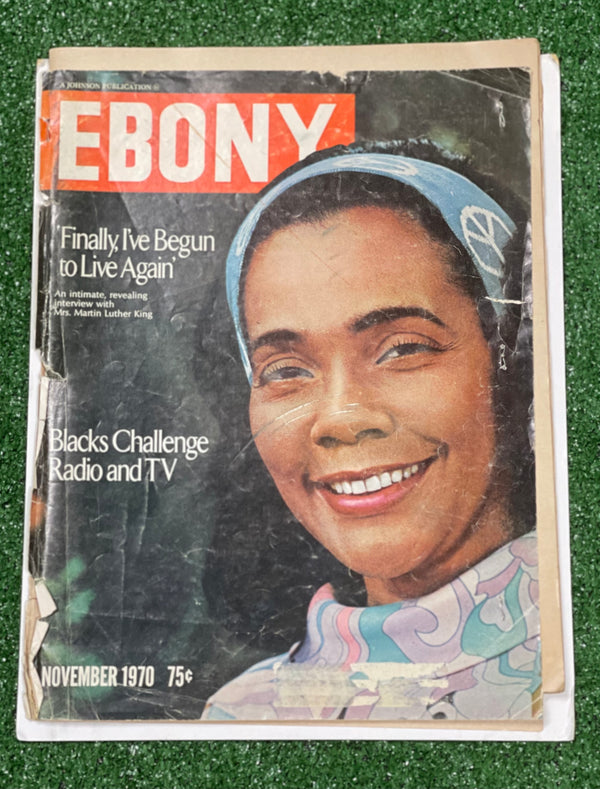 A JOHNSON PUBLICATION
EBONY
'Finally, I've Begun
to Live Again'
An intimate, revealing
interview with
Mrs. Martin Luther King
Blacks Challenge
Radio and TV
NOVEMBER 1970 75¢